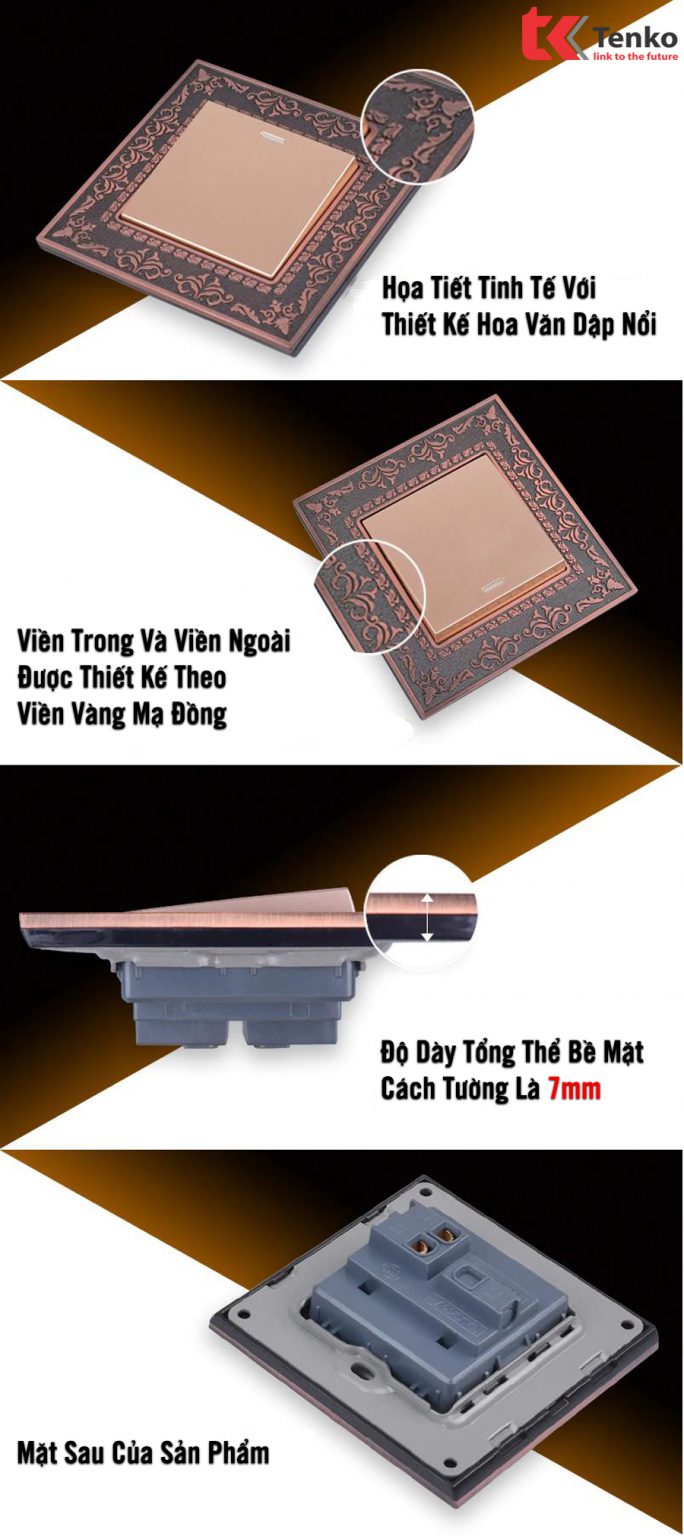 Tenko
link to the future
Họa Tiết Tinh Tế Với
Thiết Kế Hoa Văn Dập Nổi
Viền Trong Và Viền Ngoài
Được Thiết Kế Theo
Viền Vàng Mạ Đồng
Độ Dày Tổng Thể Bề Mặt
Cách Tường Là 7mm
Mặt Sau Của Sản Phẩm